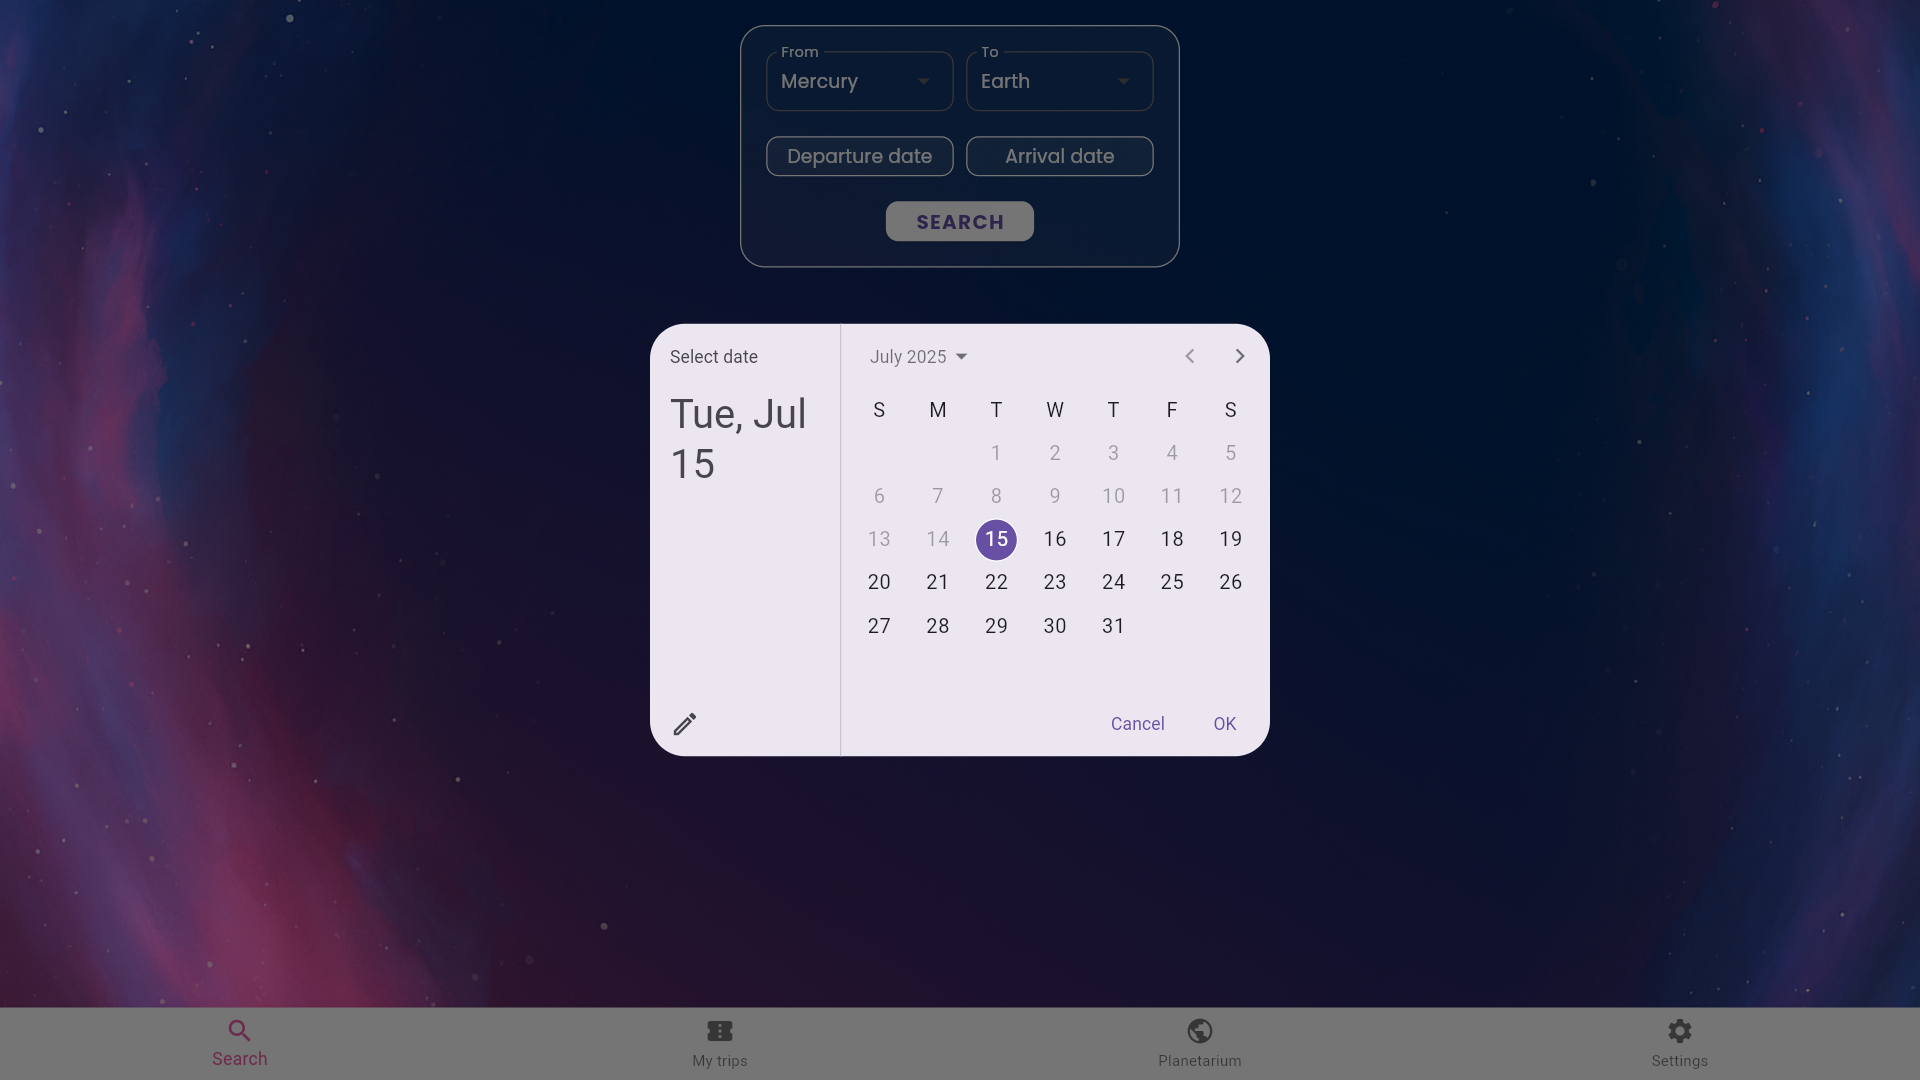 From
To
Mercury
Earth
Departure date
Arrival date
SEARCH
Select date
Tue, Jul
15
July 2025
S M T W T F S
1 2 3 4 5
6 7 8 9 10 11 12
13 14 15 16 17 18 19
20 21 22 23 24 25 26
27 28 29 30 31
Cancel
OK
Search
My trips
Planetarium
Settings